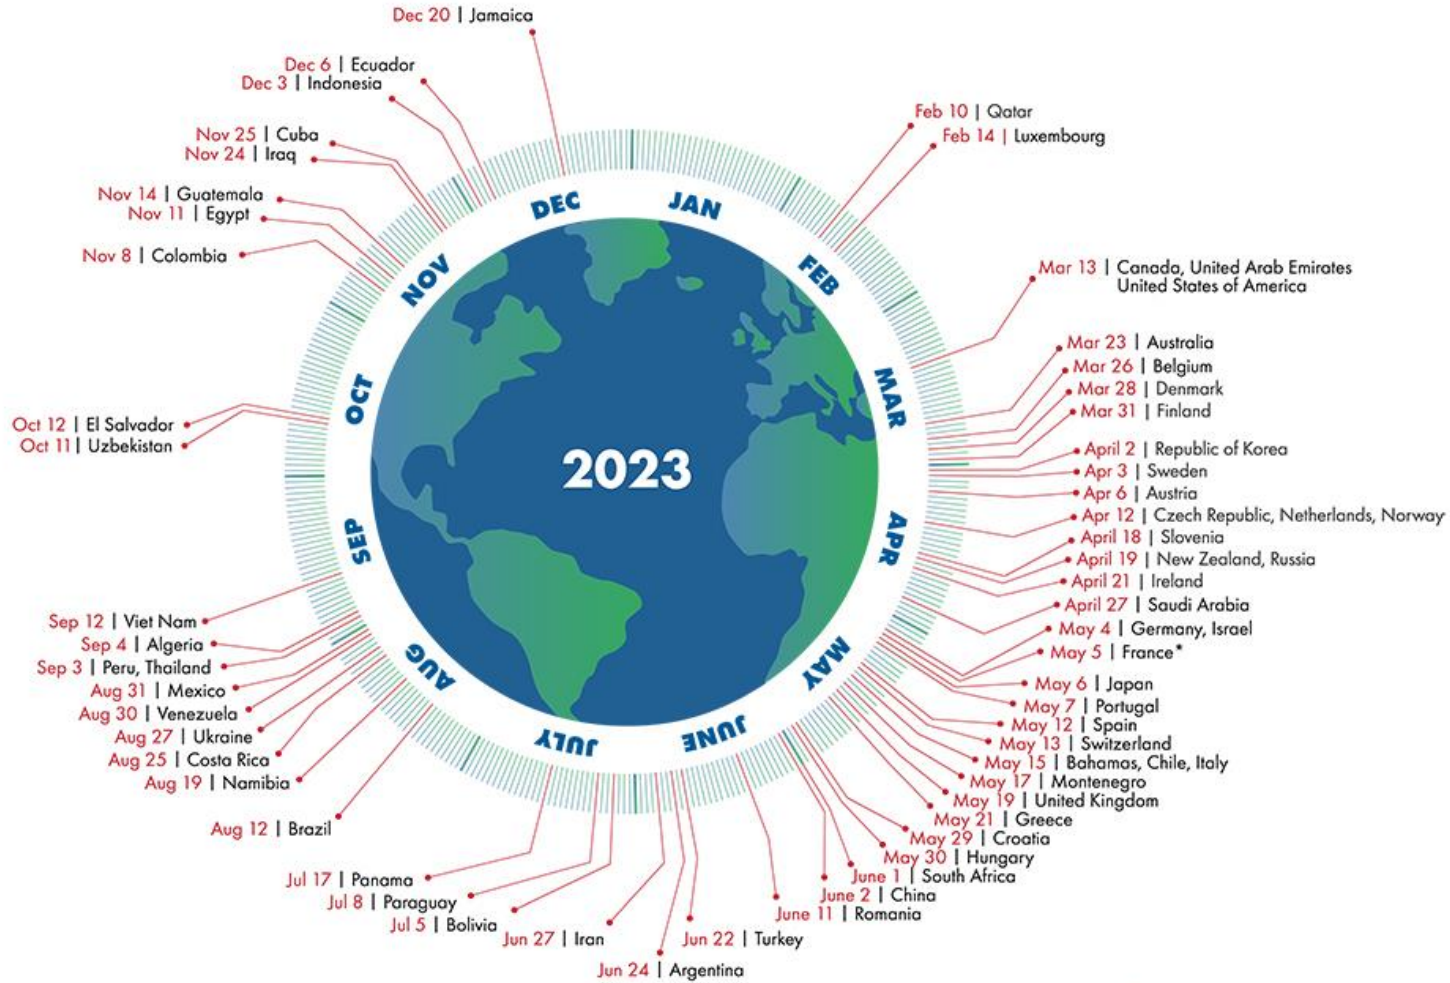 Dec 20 | Jamaica
Dec 6 | Ecuador
Dec 3 | Indonesia
Nov 25 | Cuba
Nov 24 | Iraq
Nov 14 | Guatemala
Nov 11 | Egypt
Nov 8 | Colombia
Oct 12 | El Salvador
Oct 11 | Uzbekistan
Sep 12 | Viet Nam
Sep 4 | Algeria
Sep 3 | Peru, Thailand
Aug 31 | Mexico
Aug 30 | Venezuela
Aug 27 | Ukraine
Aug 25 | Costa Rica
Aug 19 | Namibia
Aug 12 | Brazil
Jul 17 | Panama
Jul 8 | Paraguay
Jul 5 | Bolivia
Jun 27 | Iran
Jun 24 | Argentina
Jun 22 | Turkey
Feb 10 | Qatar
Feb 14 | Luxembourg
Mar 13 | Canada, United Arab Emirates
United States of America
Mar 23 | Australia
Mar 26 | Belgium
Mar 28 | Denmark
Mar 31 | Finland
April 2 | Republic of Korea
Apr 3 | Sweden
Apr 6 | Austria
Apr 12 | Czech Republic, Netherlands, Norway
April 18 | Slovenia
April 19 | New Zealand, Russia
April 21 | Ireland
April 27 | Saudi Arabia
May 4 | Germany, Israel
May 5 | France*
May 6 | Japan
May 7 | Portugal
May 12 | Spain
May 13 | Switzerland
May 15 | Bahamas, Chile, Italy
May 17 | Montenegro
May 19 | United Kingdom
May 21 | Greece
May 29 | Croatia
May 30 | Hungary
June 1 | South Africa
June 2 | China
June 11 | Romania
JAN
FEB
MAR
APR
MAY
JUNE
JULY
AUG
SEP
OCT
NOV
DEC
2023